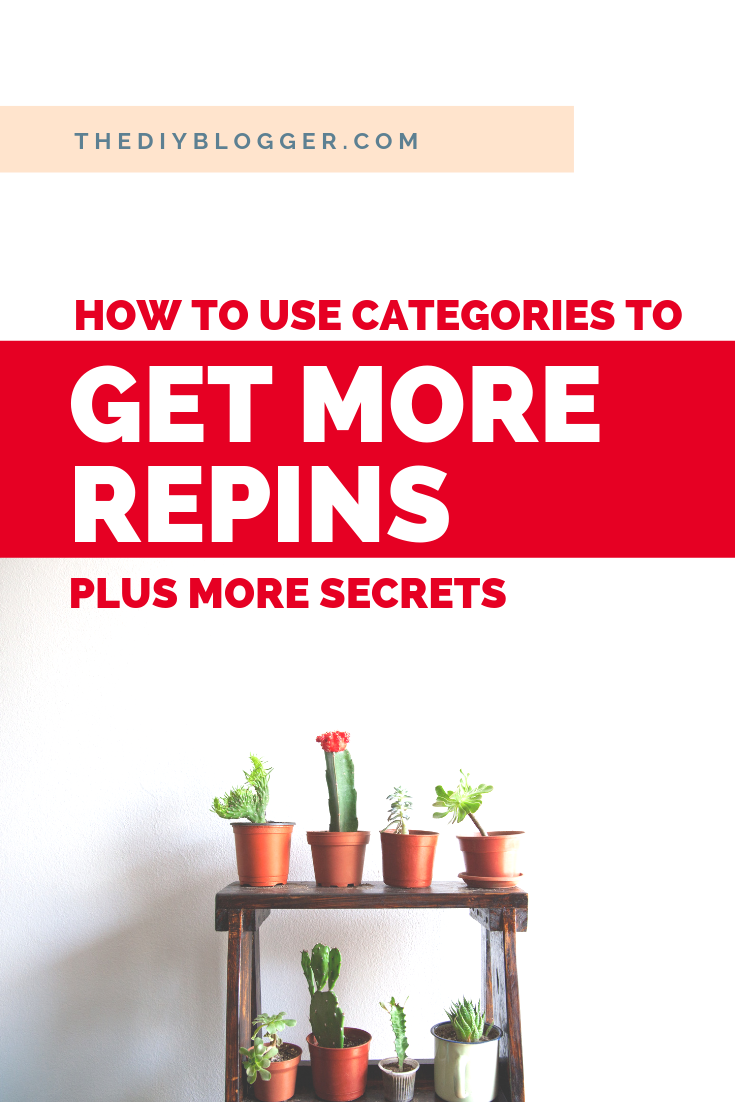 THEDIYBLOGGER.COM
HOW TO USE CATEGORIES TO
GET MORE
REPINS
PLUS MORE SECRETS